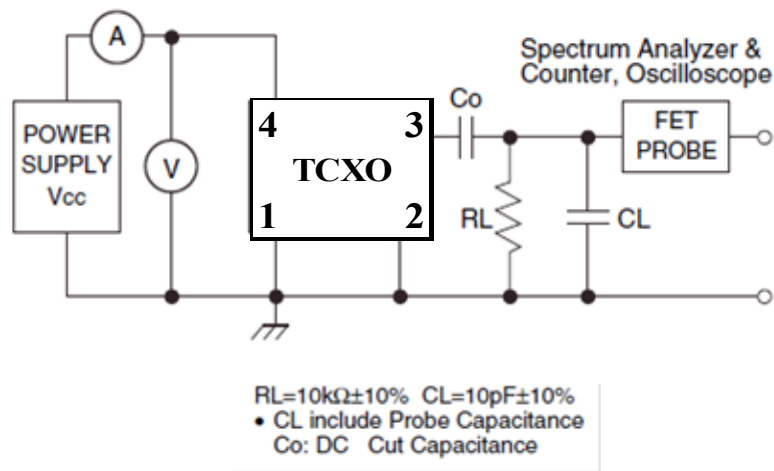 A
Spectrum Analyzer &
Counter, Oscilloscope
POWER
SUPPLY
Vcc
V
4
3
TCXO
1
2
Co
RL
CL
FET
PROBE
RL=10kΩ±10% CL=10pF±10%
• CL include Probe Capacitance
Co: DC Cut Capacitance